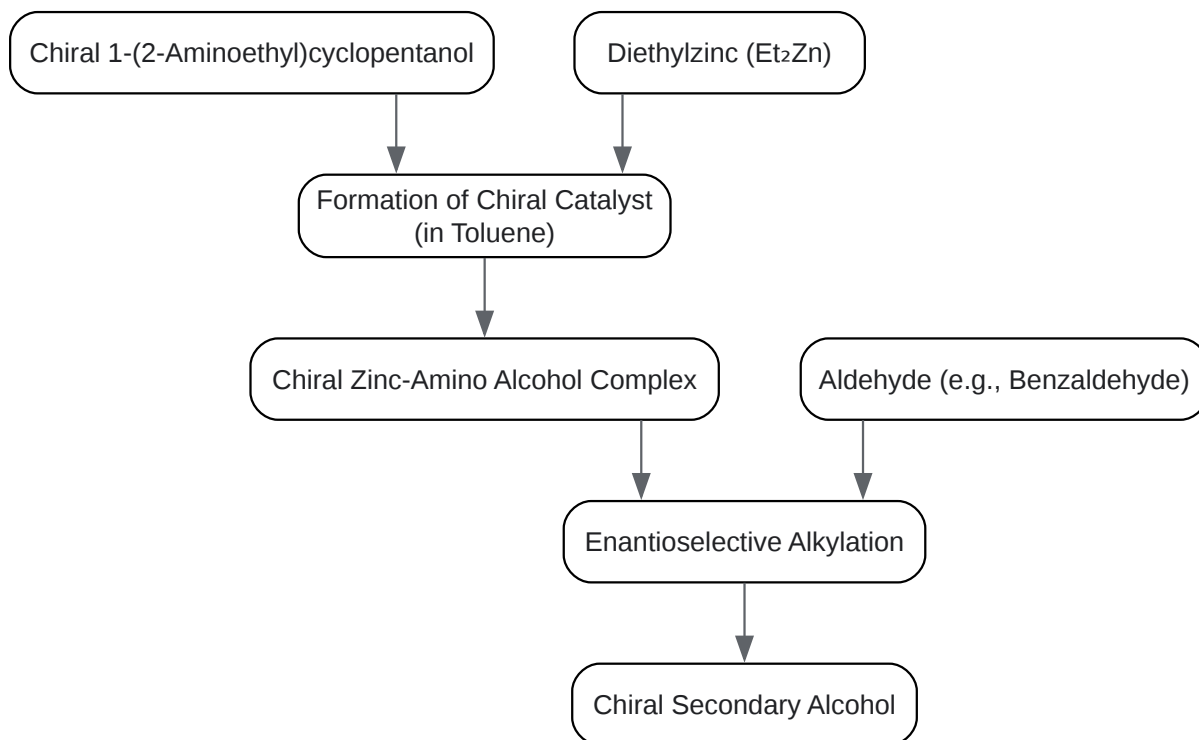 Chiral 1-(2-Aminoethyl)cyclopentanol
Diethylzinc (Et₂Zn)
Formation of Chiral Catalyst
(in Toluene)
Chiral Zinc-Amino Alcohol Complex
Aldehyde (e.g., Benzaldehyde)
Enantioselective Alkylation
Chiral Secondary Alcohol